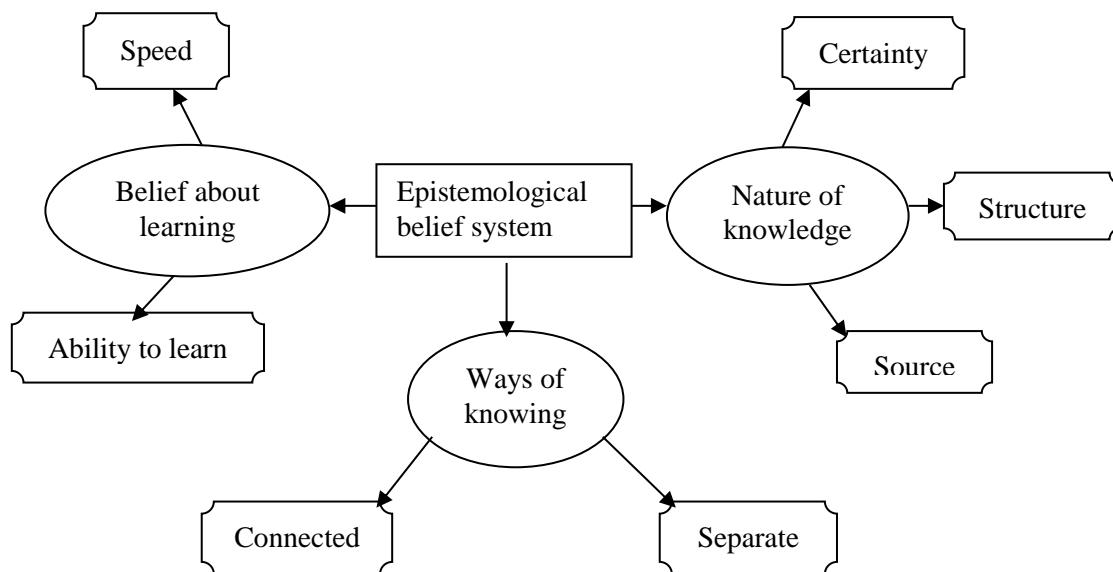 Speed
Certainty
Belief about
learning
Epistemological
belief system
Nature of
knowledge
Structure
Ability to learn
Source
Ways of
knowing
Connected
Separate